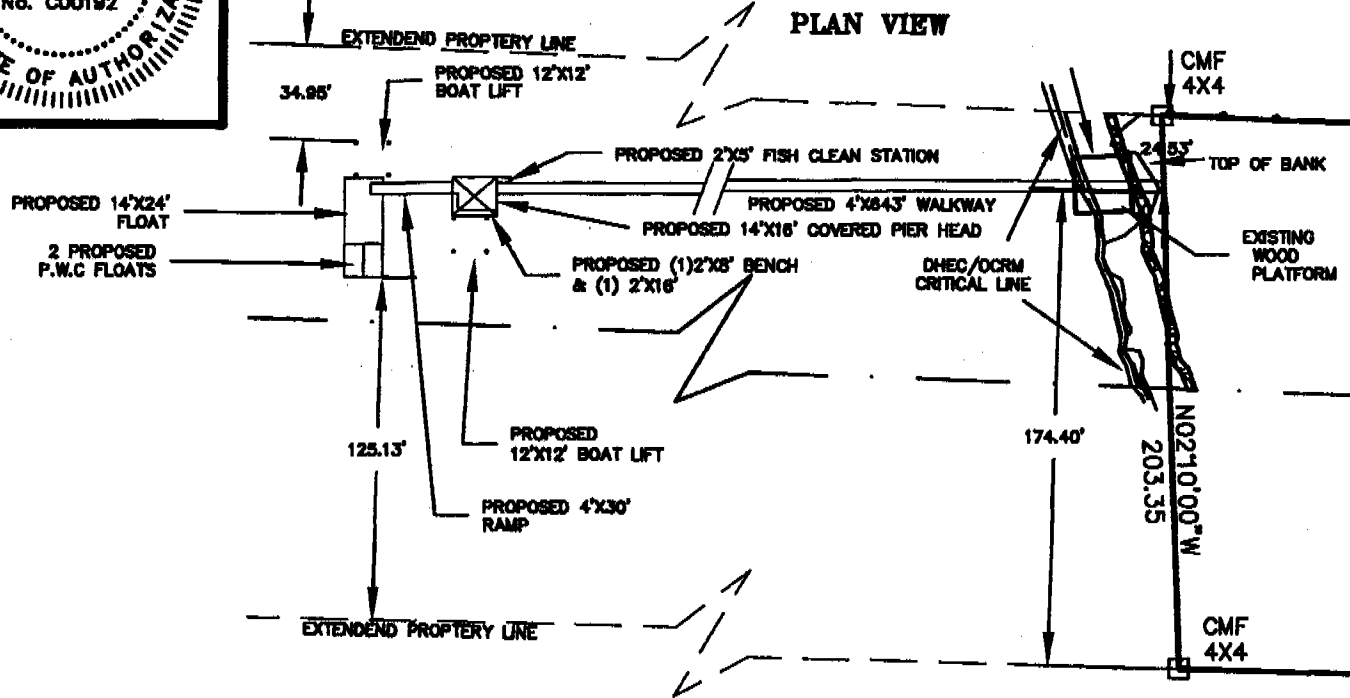 No. C00192
E OF AUTHORIZA
PLAN VIEW
EXTENDEND PROPTERY LINE
34.95'
PROPOSED 12'X12'
BOAT LIFT
CMF
4X4
24.53'
TOP OF BANK
PROPOSED 2'X5' FISH CLEAN STATION
PROPOSED 14'X24'
FLOAT
PROPOSED 4'X643' WALKWAY
PROPOSED 14'X16' COVERED PIER HEAD
2 PROPOSED
P.W.C FLOATS
PROPOSED (1)2'X8' BENCH
& (1) 2'X16'
DHEC/OCRM
CRITICAL LINE
EXISTING
WOOD
PLATFORM
125.13'
PROPOSED
12'X12' BOAT LIFT
174.40'
N02°10'00"W
203.35
PROPOSED 4'X30'
RAMP
EXTENDEND PROPTERY LINE
CMF
4X4